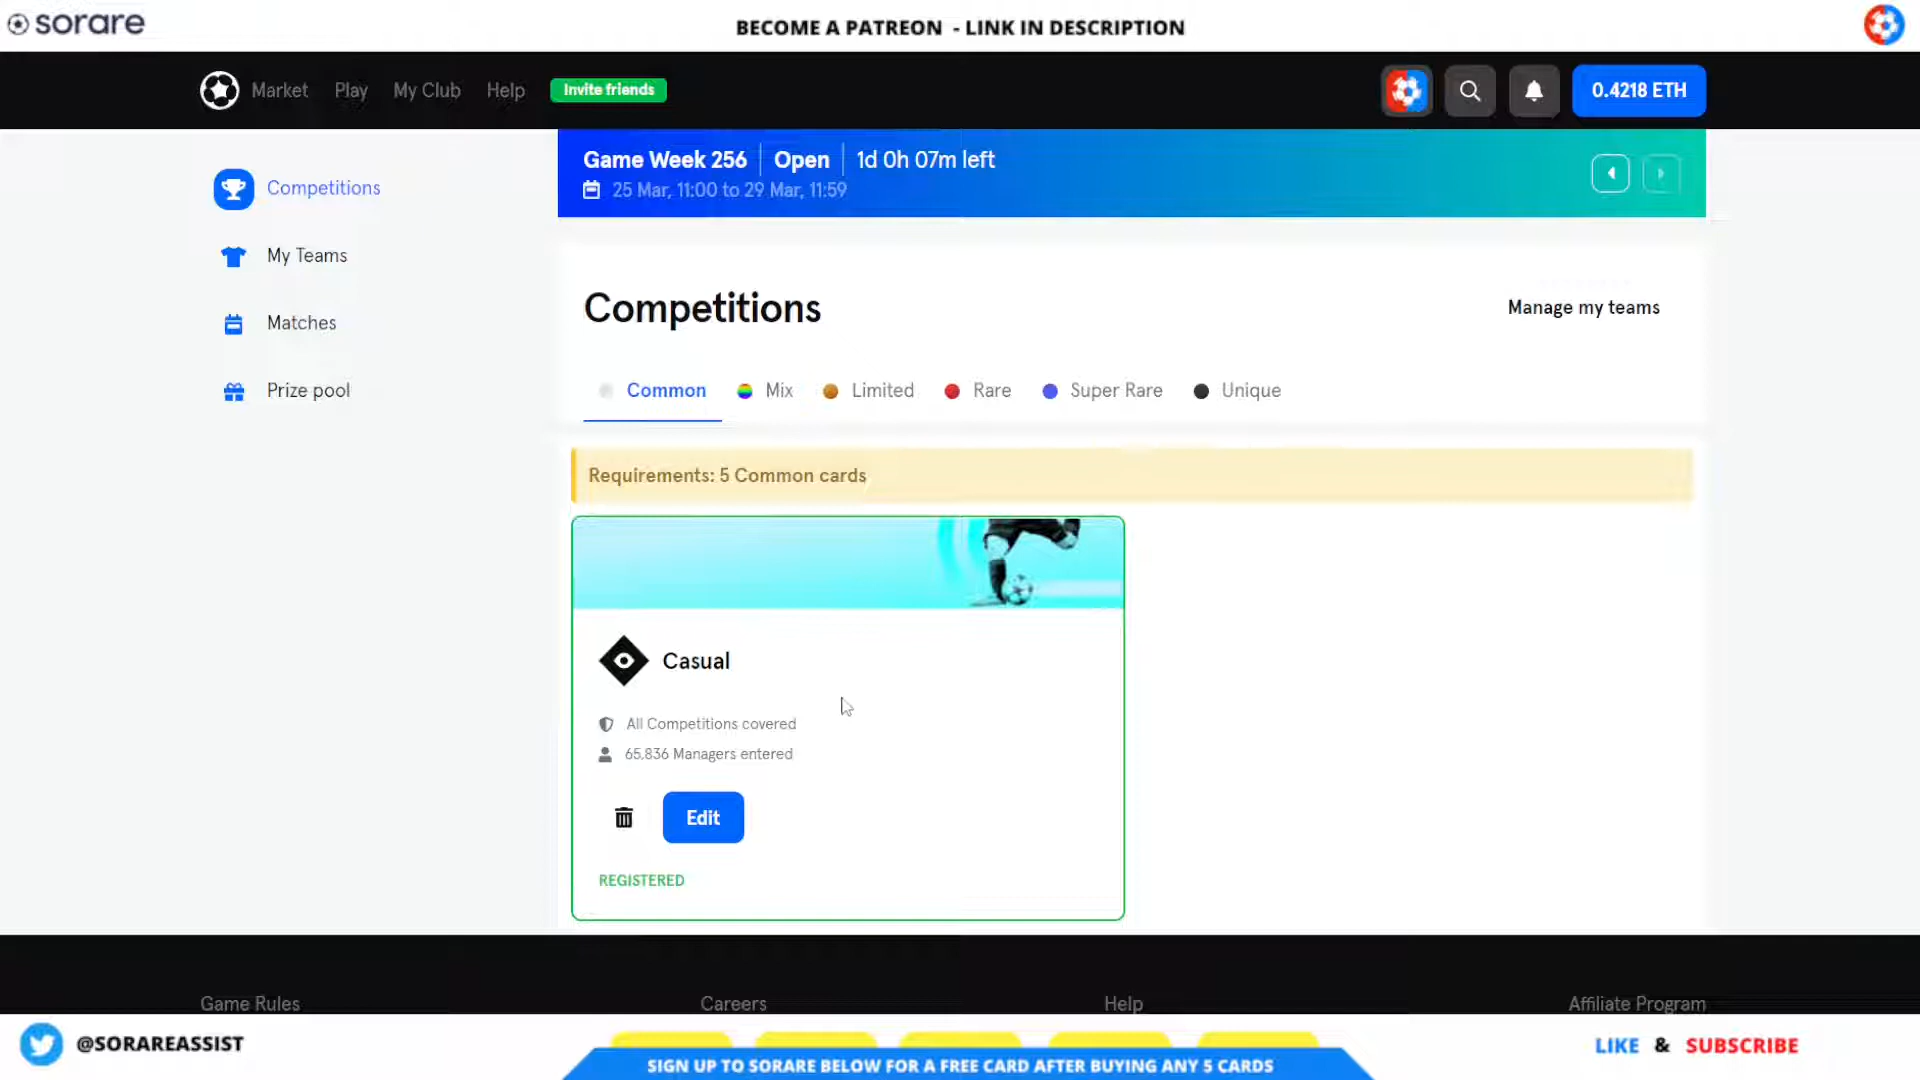 sorare
BECOME A PATREON - LINK IN DESCRIPTION
Market Play My Club Help Invite friends 0.4218 ETH
Game Week 256 Open 1d 0h 07m left
25 Mar, 11:00 to 29 Mar, 11:59
Competitions
My Teams
Matches
Prize pool
Competitions
Manage my teams
Common Mix Limited Rare Super Rare Unique
Requirements: 5 Common cards
Casual
All Competitions covered
65,836 Managers entered
Edit
REGISTERED
Game Rules Careers Help Affiliate Program
@SORAREASSIST
SIGN UP TO SORARE BELOW FOR A FREE CARD AFTER BUYING ANY 5 CARDS
LIKE & SUBSCRIBE